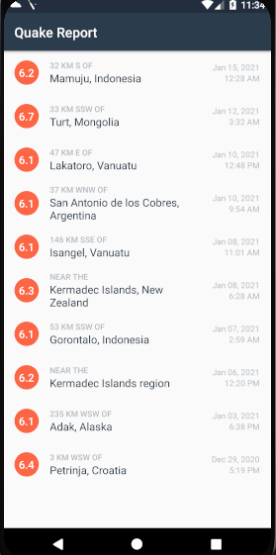 11:34
Quake Report
6.2
32 KM S OF
Mamuju, Indonesia
Jan 15, 2021
12:28 AM
6.7
33 KM SSW OF
Turt, Mongolia
Jan 12, 2021
3:32 AM
6.1
47 KM E OF
Lakatoro, Vanuatu
Jan 10, 2021
12:48 PM
6.1
37 KM WNW OF
San Antonio de los Cobres,
Argentina
Jan 10, 2021
9:54 AM
6.1
146 KM SSE OF
Isangel, Vanuatu
Jan 08, 2021
11:01 AM
6.3
NEAR THE
Kermadec Islands, New
Zealand
Jan 08, 2021
6:28 AM
6.1
53 KM SSW OF
Gorontalo, Indonesia
Jan 07, 2021
2:59 AM
6.2
NEAR THE
Kermadec Islands region
Jan 06, 2021
12:20 PM
6.1
235 KM WSW OF
Adak, Alaska
Jan 03, 2021
6:38 PM
6.4
3 KM WSW OF
Petrinja, Croatia
Dec 29, 2020
5:19 PM